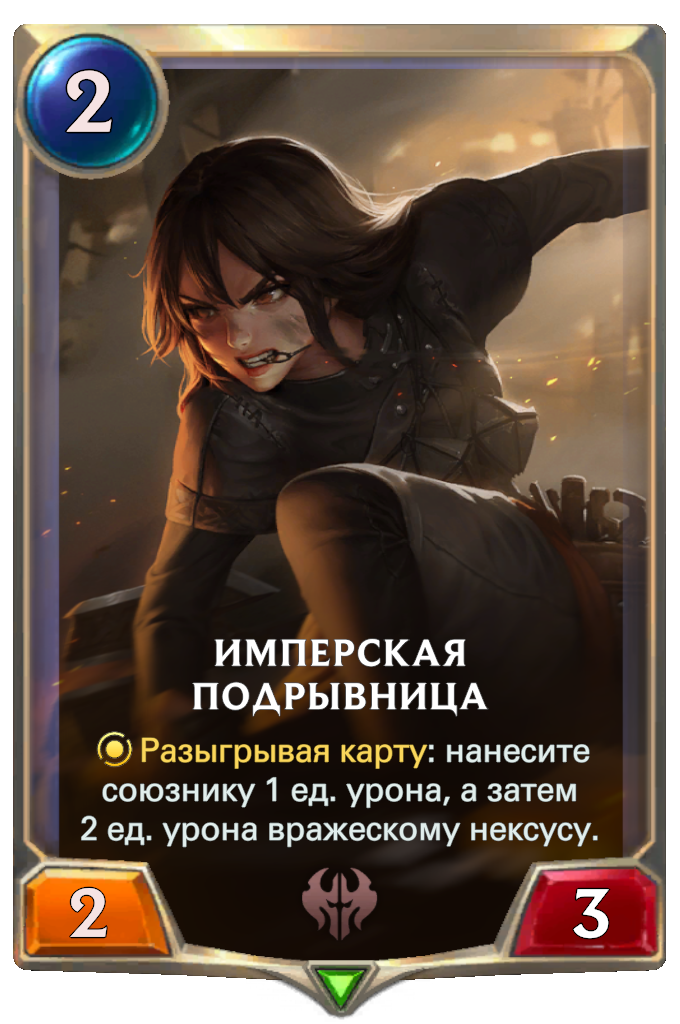 2
ИМПЕРСКАЯ
ПОДРЫВНИЦА
Разыгрывая карту: нанесите
союзнику 1 ед. урона, а затем
2 ед. урона вражескому нексусу.
2 3